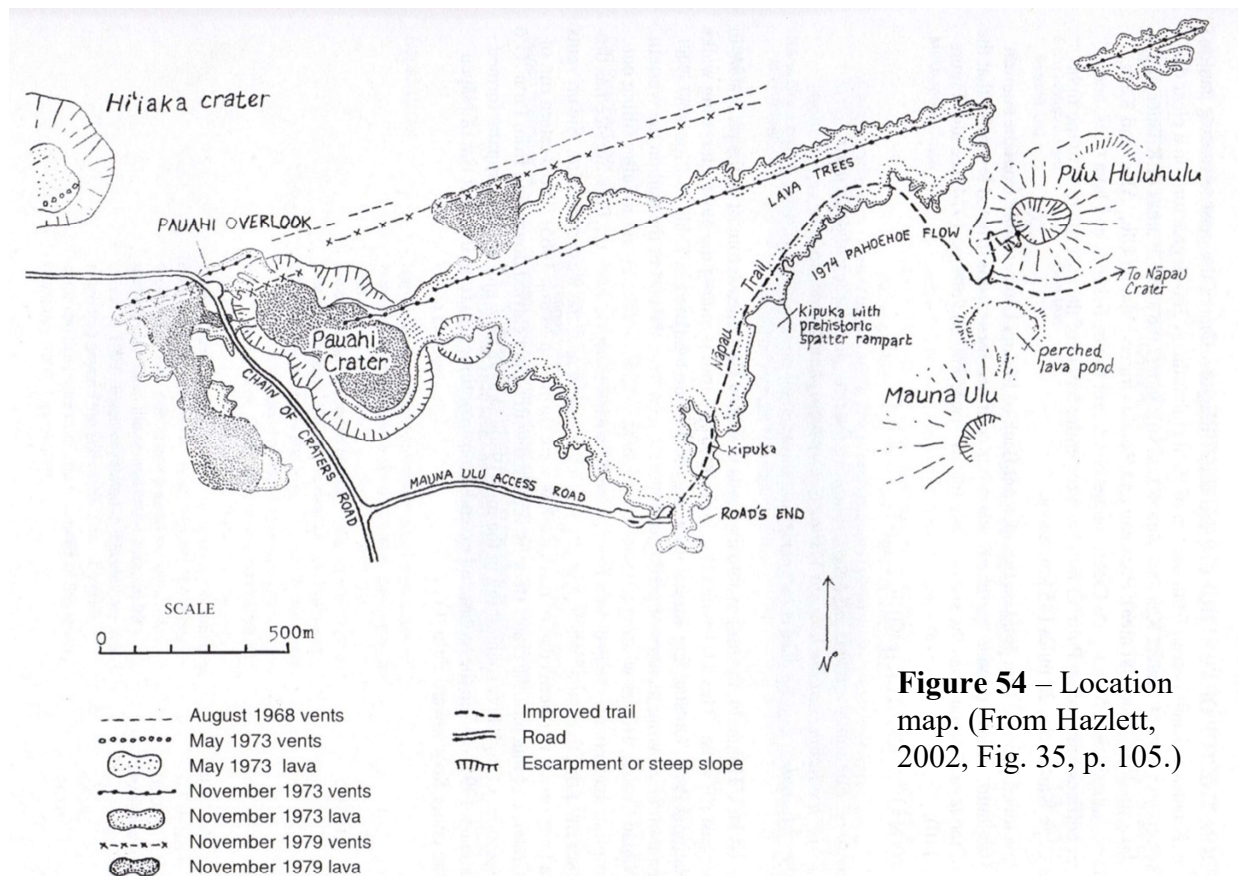 Hi'iaka crater
PAUAHI OVERLOOK
LAVA TREES
Pu'u Huluhulu
1974 PAHOEHOE FLOW
To Nāpau
Crater
Nāpau Trail
kipuka with
prehistoric
spatter rampart
Pauahi
Crater
perched
lava pond
Mauna Ulu
CHAIN OF CRATERS ROAD
kipuka
MAUNA ULU ACCESS ROAD
ROAD'S END
SCALE
0 500m
N
Figure 54 – Location
map. (From Hazlett,
2002, Fig. 35, p. 105.)
August 1968 vents
May 1973 vents
May 1973 lava
November 1973 vents
November 1973 lava
November 1979 vents
November 1979 lava
Improved trail
Road
Escarpment or steep slope